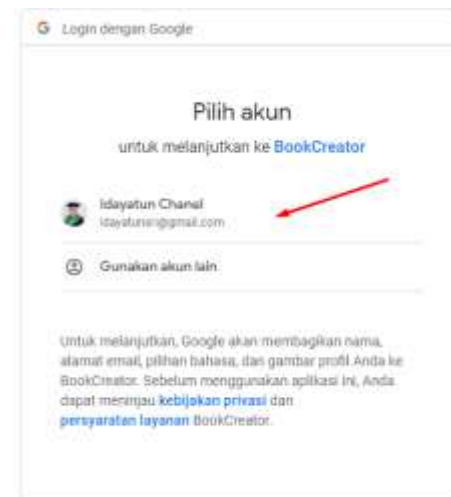 Login dengan Google
Pilih akun
untuk melanjutkan ke BookCreator
Idayatun Chanel
Gunakan akun lain
Untuk melanjutkan, Google akan membagikan nama,
alamat email, pilihan bahasa, dan gambar profil Anda ke
BookCreator. Sebelum menggunakan aplikasi ini, Anda
dapat meninjau kebijakan privasi dan
persyaratan layanan BookCreator.